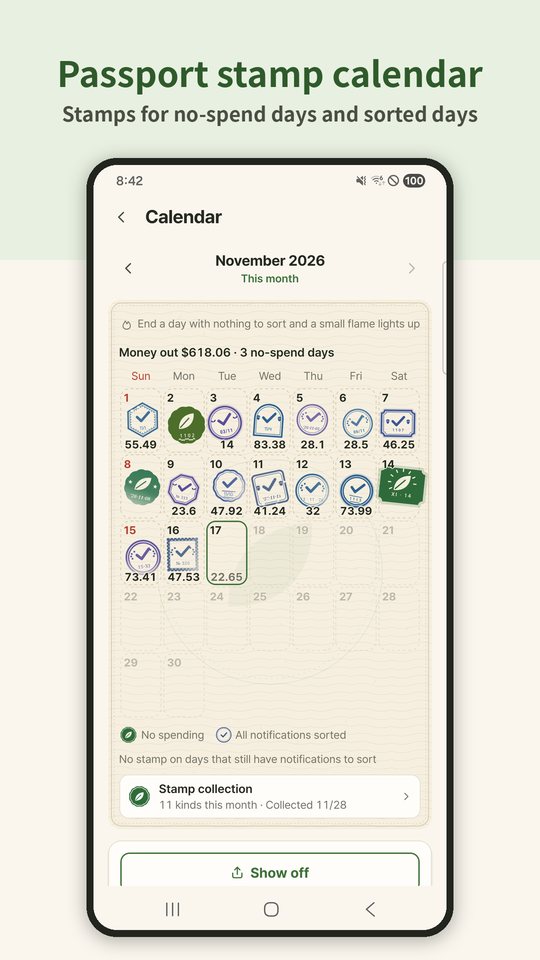 Passport stamp calendar
Stamps for no-spend days and sorted days
8:42
100
Calendar
November 2026
This month
End a day with nothing to sort and a small flame lights up
Money out $618.06 · 3 no-spend days
Sun Mon Tue Wed Thu Fri Sat
1 2 3 4 5 6 7
55.49 14 83.38 28.1 28.5 46.25
8 9 10 11 12 13 14
XI · 14
23.6 47.92 41.24 32 73.99
15 16 17 18 19 20 21
73.41 47.53 22.65
22 23 24 25 26 27 28
29 30
No spending All notifications sorted
No stamp on days that still have notifications to sort
Stamp collection
11 kinds this month · Collected 11/28
Show off